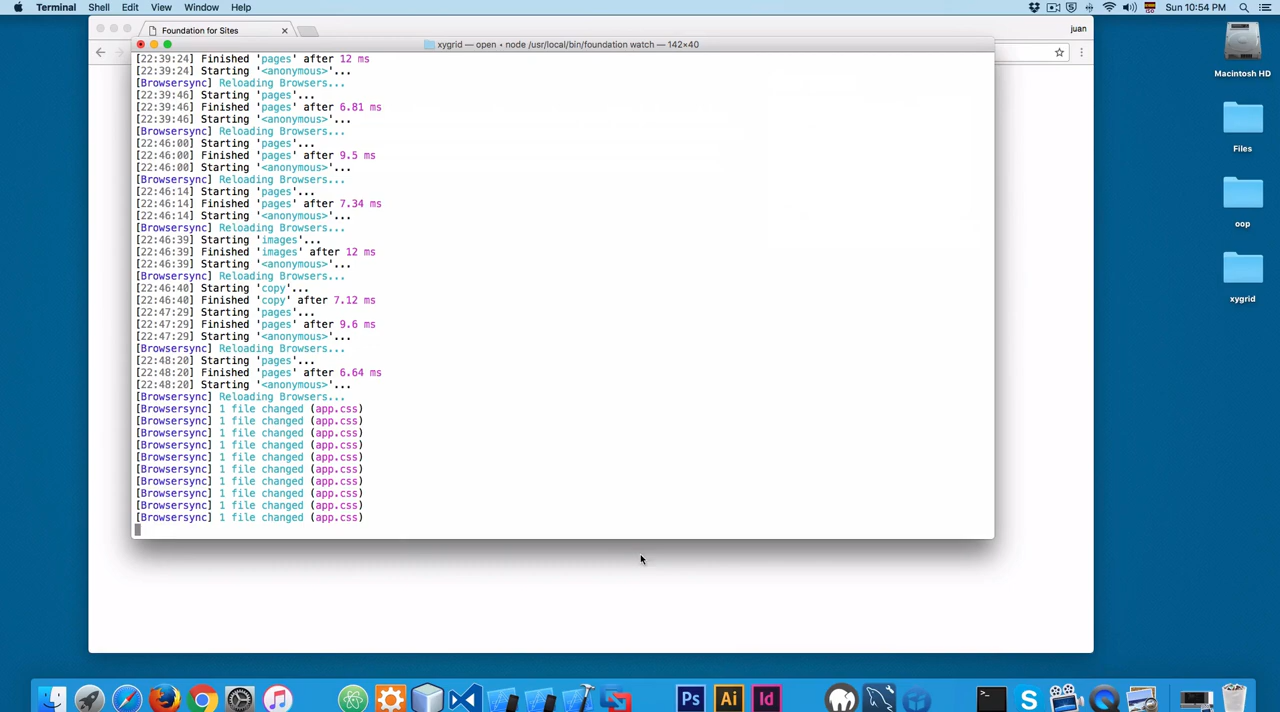 Terminal Shell Edit View Window Help
Sun 10:54 PM
Foundation for Sites
juan
xygrid — open • node /usr/local/bin/foundation watch — 142×40
[22:39:24] Finished 'pages' after 12 ms
[22:39:24] Starting '<anonymous>'...
[Browsersync] Reloading Browsers...
[22:39:46] Starting 'pages'...
[22:39:46] Finished 'pages' after 6.81 ms
[22:39:46] Starting '<anonymous>'...
[Browsersync] Reloading Browsers...
[22:46:00] Starting 'pages'...
[22:46:00] Finished 'pages' after 9.5 ms
[22:46:00] Starting '<anonymous>'...
[Browsersync] Reloading Browsers...
[22:46:14] Starting 'pages'...
[22:46:14] Finished 'pages' after 7.34 ms
[22:46:14] Starting '<anonymous>'...
[Browsersync] Reloading Browsers...
[22:46:39] Starting 'images'...
[22:46:39] Finished 'images' after 12 ms
[22:46:39] Starting '<anonymous>'...
[Browsersync] Reloading Browsers...
[22:46:40] Starting 'copy'...
[22:46:40] Finished 'copy' after 7.12 ms
[22:47:29] Starting 'pages'...
[22:47:29] Finished 'pages' after 9.6 ms
[22:47:29] Starting '<anonymous>'...
[Browsersync] Reloading Browsers...
[22:48:20] Starting 'pages'...
[22:48:20] Finished 'pages' after 6.64 ms
[22:48:20] Starting '<anonymous>'...
[Browsersync] Reloading Browsers...
[Browsersync] 1 file changed (app.css)
[Browsersync] 1 file changed (app.css)
[Browsersync] 1 file changed (app.css)
[Browsersync] 1 file changed (app.css)
[Browsersync] 1 file changed (app.css)
[Browsersync] 1 file changed (app.css)
[Browsersync] 1 file changed (app.css)
[Browsersync] 1 file changed (app.css)
[Browsersync] 1 file changed (app.css)
[Browsersync] 1 file changed (app.css)
Macintosh HD
Files
oop
xygrid
Ps
Ai
Id